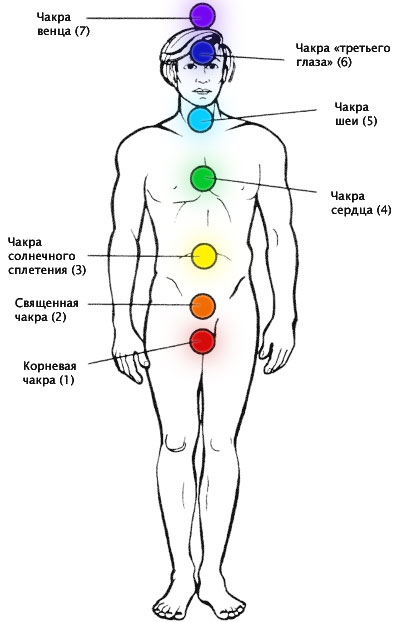 Чакра
венца (7)
Чакра «третьего
глаза» (6)
Чакра
шеи (5)
Чакра
сердца (4)
Чакра
солнечного
сплетения (3)
Священная
чакра (2)
Корневая
чакра (1)